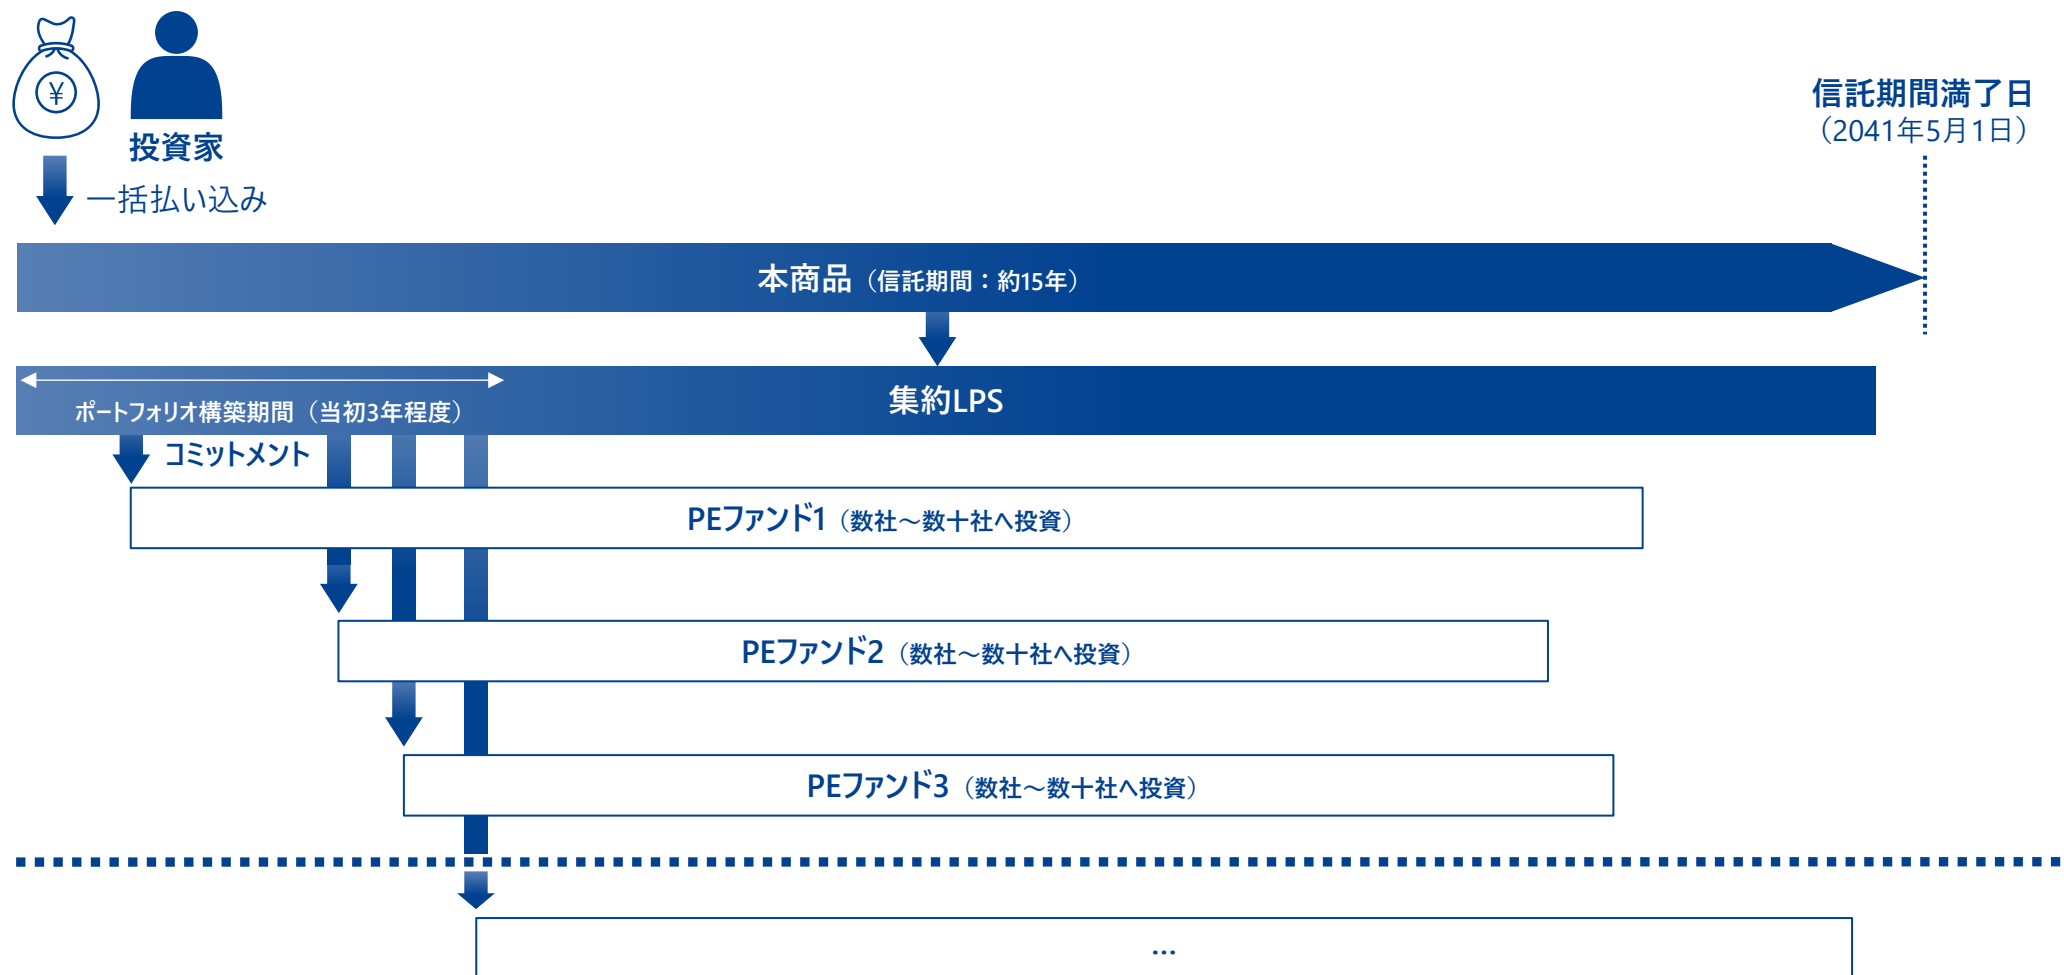 ¥
投資家
一括払い込み
信託期間満了日
（2041年5月1日）
本商品（信託期間：約15年）
集約LPS
ポートフォリオ構築期間（当初3年程度）
コミットメント
PEファンド1（数社～数十社へ投資）
PEファンド2（数社～数十社へ投資）
PEファンド3（数社～数十社へ投資）
…